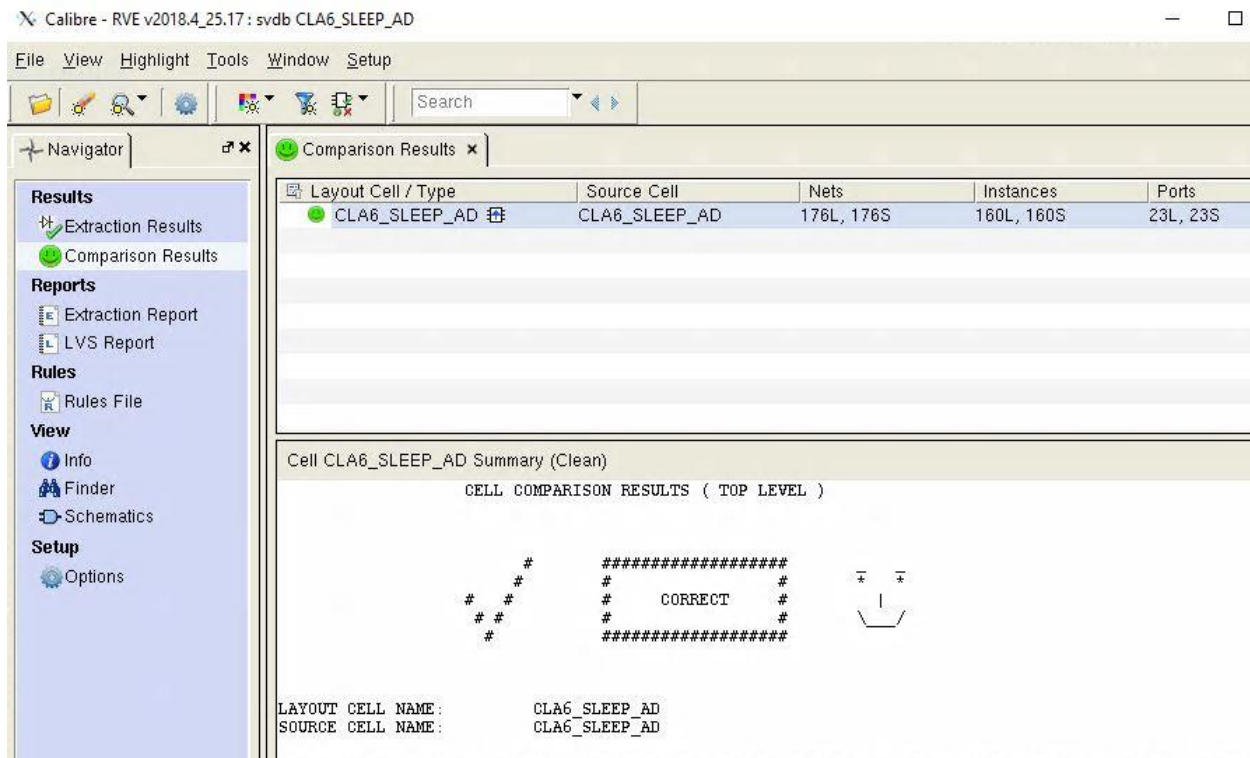 Calibre - RVE v2018.4_25.17 : svdb CLA6_SLEEP_AD
File View Highlight Tools Window Setup
Search
Navigator
Comparison Results
Results
Extraction Results
Comparison Results
Reports
Extraction Report
LVS Report
Rules
Rules File
View
Info
Finder
Schematics
Setup
Options
Layout Cell / Type Source Cell Nets Instances Ports
CLA6_SLEEP_AD CLA6_SLEEP_AD 176L, 176S 160L, 160S 23L, 23S
Cell CLA6_SLEEP_AD Summary (Clean)
CELL COMPARISON RESULTS ( TOP LEVEL )
# ###################
# # #
# # # CORRECT #
# # # #
# ###################
LAYOUT CELL NAME: CLA6_SLEEP_AD
SOURCE CELL NAME: CLA6_SLEEP_AD